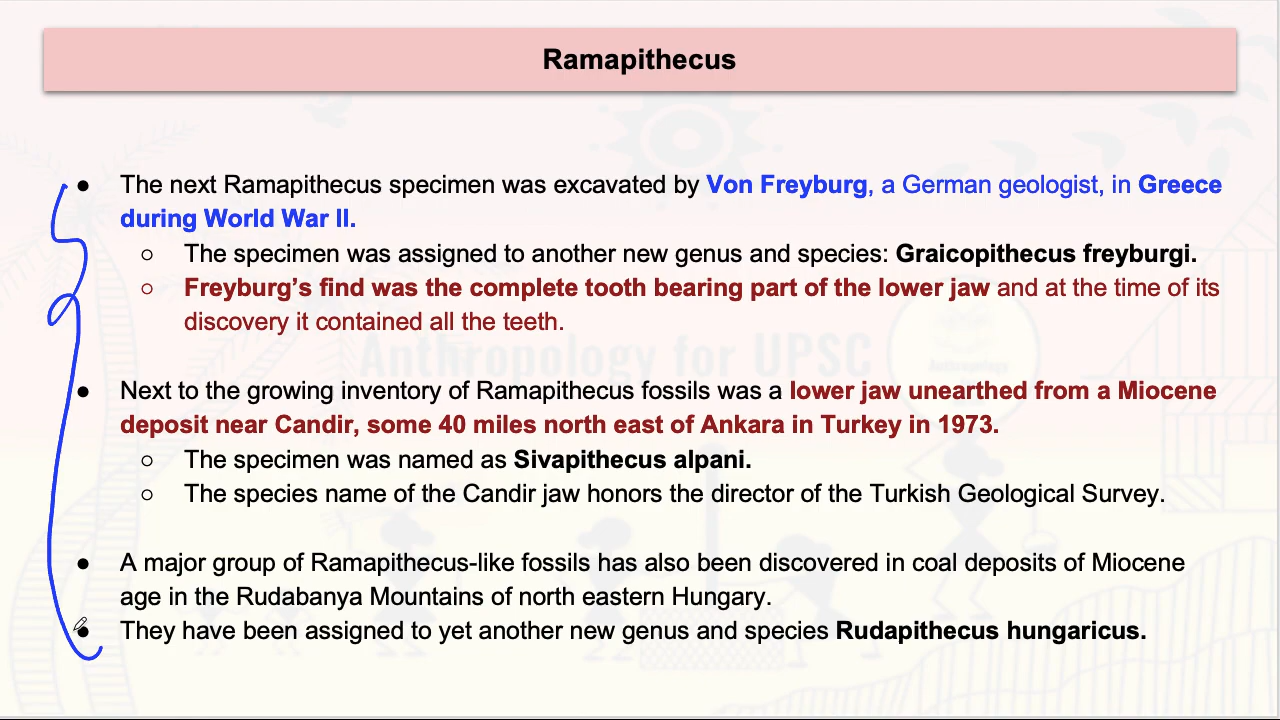 Ramapithecus
● The next Ramapithecus specimen was excavated by Von Freyburg, a German geologist, in Greece
during World War II.
○ The specimen was assigned to another new genus and species: Graicopithecus freyburgi.
○ Freyburg's find was the complete tooth bearing part of the lower jaw and at the time of its
discovery it contained all the teeth.
Anthropology for UPSC
Anthropology
● Next to the growing inventory of Ramapithecus fossils was a lower jaw unearthed from a Miocene
deposit near Candir, some 40 miles north east of Ankara in Turkey in 1973.
○ The specimen was named as Sivapithecus alpani.
○ The species name of the Candir jaw honors the director of the Turkish Geological Survey.
● A major group of Ramapithecus-like fossils has also been discovered in coal deposits of Miocene
age in the Rudabanya Mountains of north eastern Hungary.
● They have been assigned to yet another new genus and species Rudapithecus hungaricus.